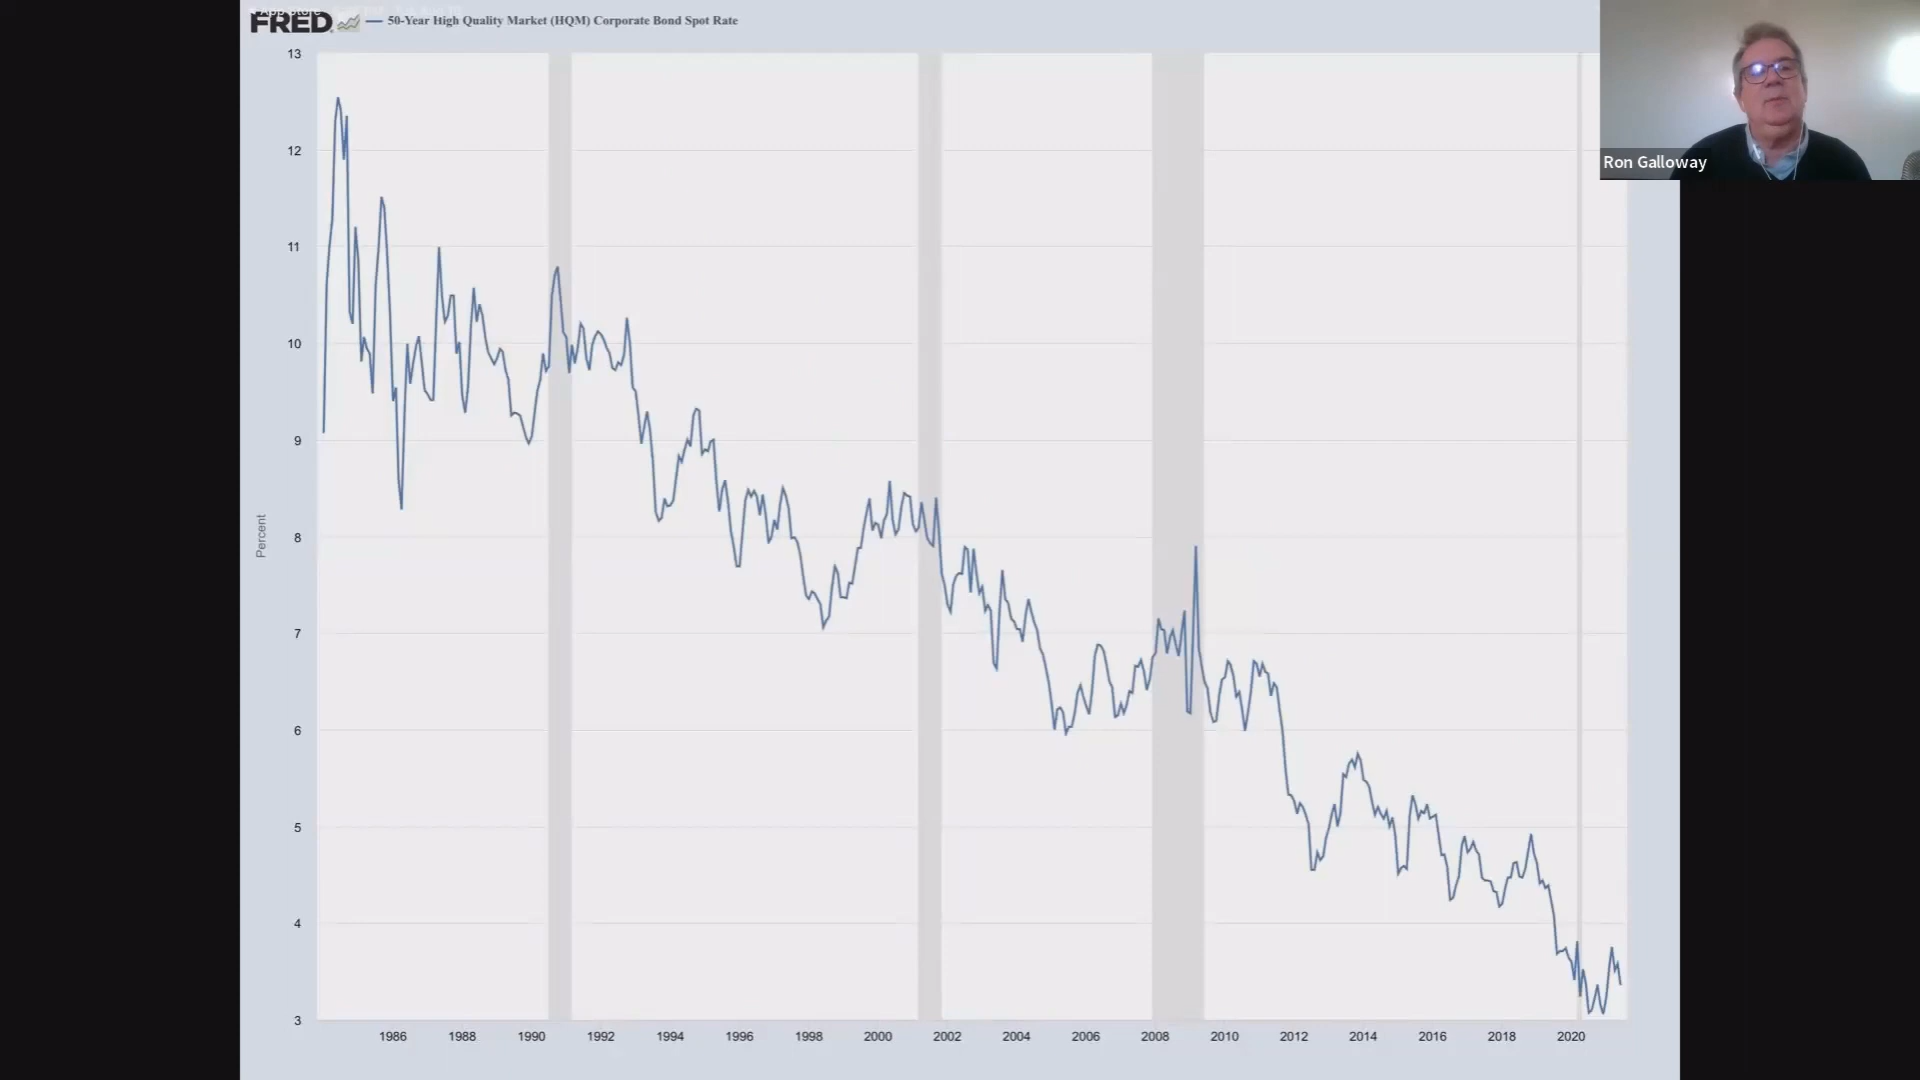 App Store
FRED
50-Year High Quality Market (HQM) Corporate Bond Spot Rate
Ron Galloway
13
12
11
10
9
8
7
6
5
4
3
Percent
1986 1988 1990 1992 1994 1996 1998 2000 2002 2004 2006 2008 2010 2012 2014 2016 2018 2020